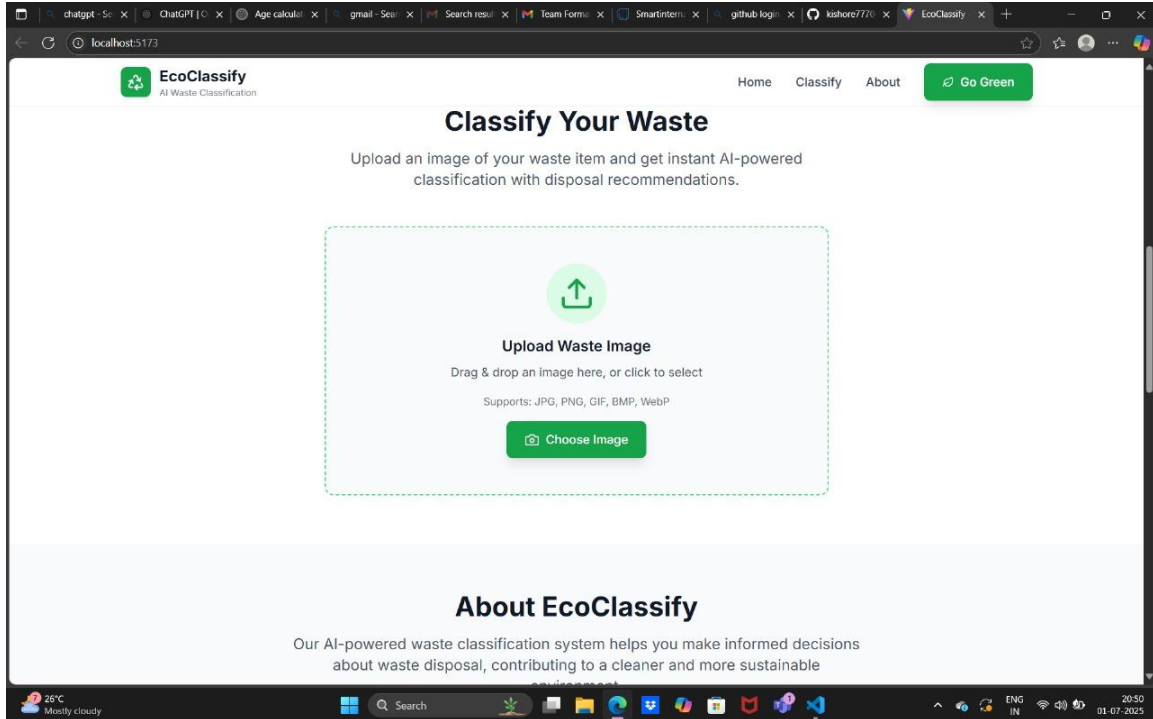 chatgpt - Se
ChatGPT | O
Age calculat
gmail - Sear
Search resul
Team Forma
Smartintern
github login
kishore7770
EcoClassify
localhost:5173
EcoClassify
AI Waste Classification
Home
Classify
About
Go Green
Classify Your Waste
Upload an image of your waste item and get instant AI-powered
classification with disposal recommendations.
Upload Waste Image
Drag & drop an image here, or click to select
Supports: JPG, PNG, GIF, BMP, WebP
Choose Image
About EcoClassify
Our AI-powered waste classification system helps you make informed decisions
about waste disposal, contributing to a cleaner and more sustainable
environment
7
26°C
Mostly cloudy
Search
1
ENG
IN
20:50
01-07-2025